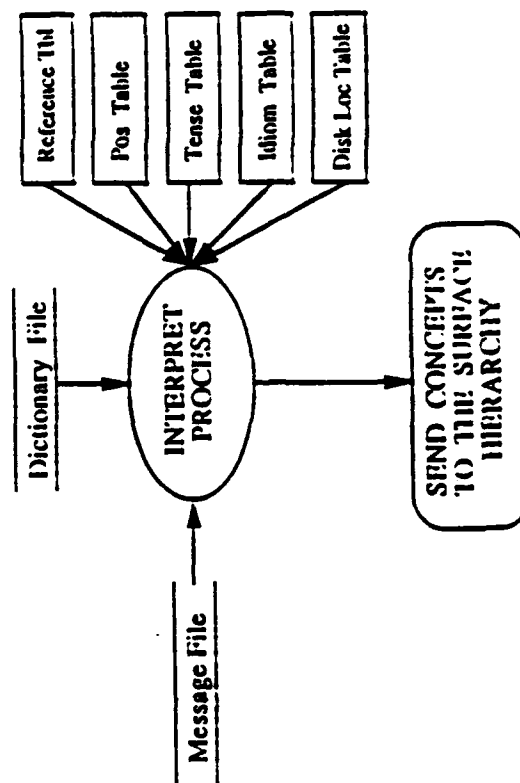 Dictionary File
Message File
INTERPRET
PROCESS
Reference Tbl
Pos Table
Tense Table
Idiom Table
Disk Loc Table
SEND CONCEPTS
TO THE SURFACE
HIERARCHY